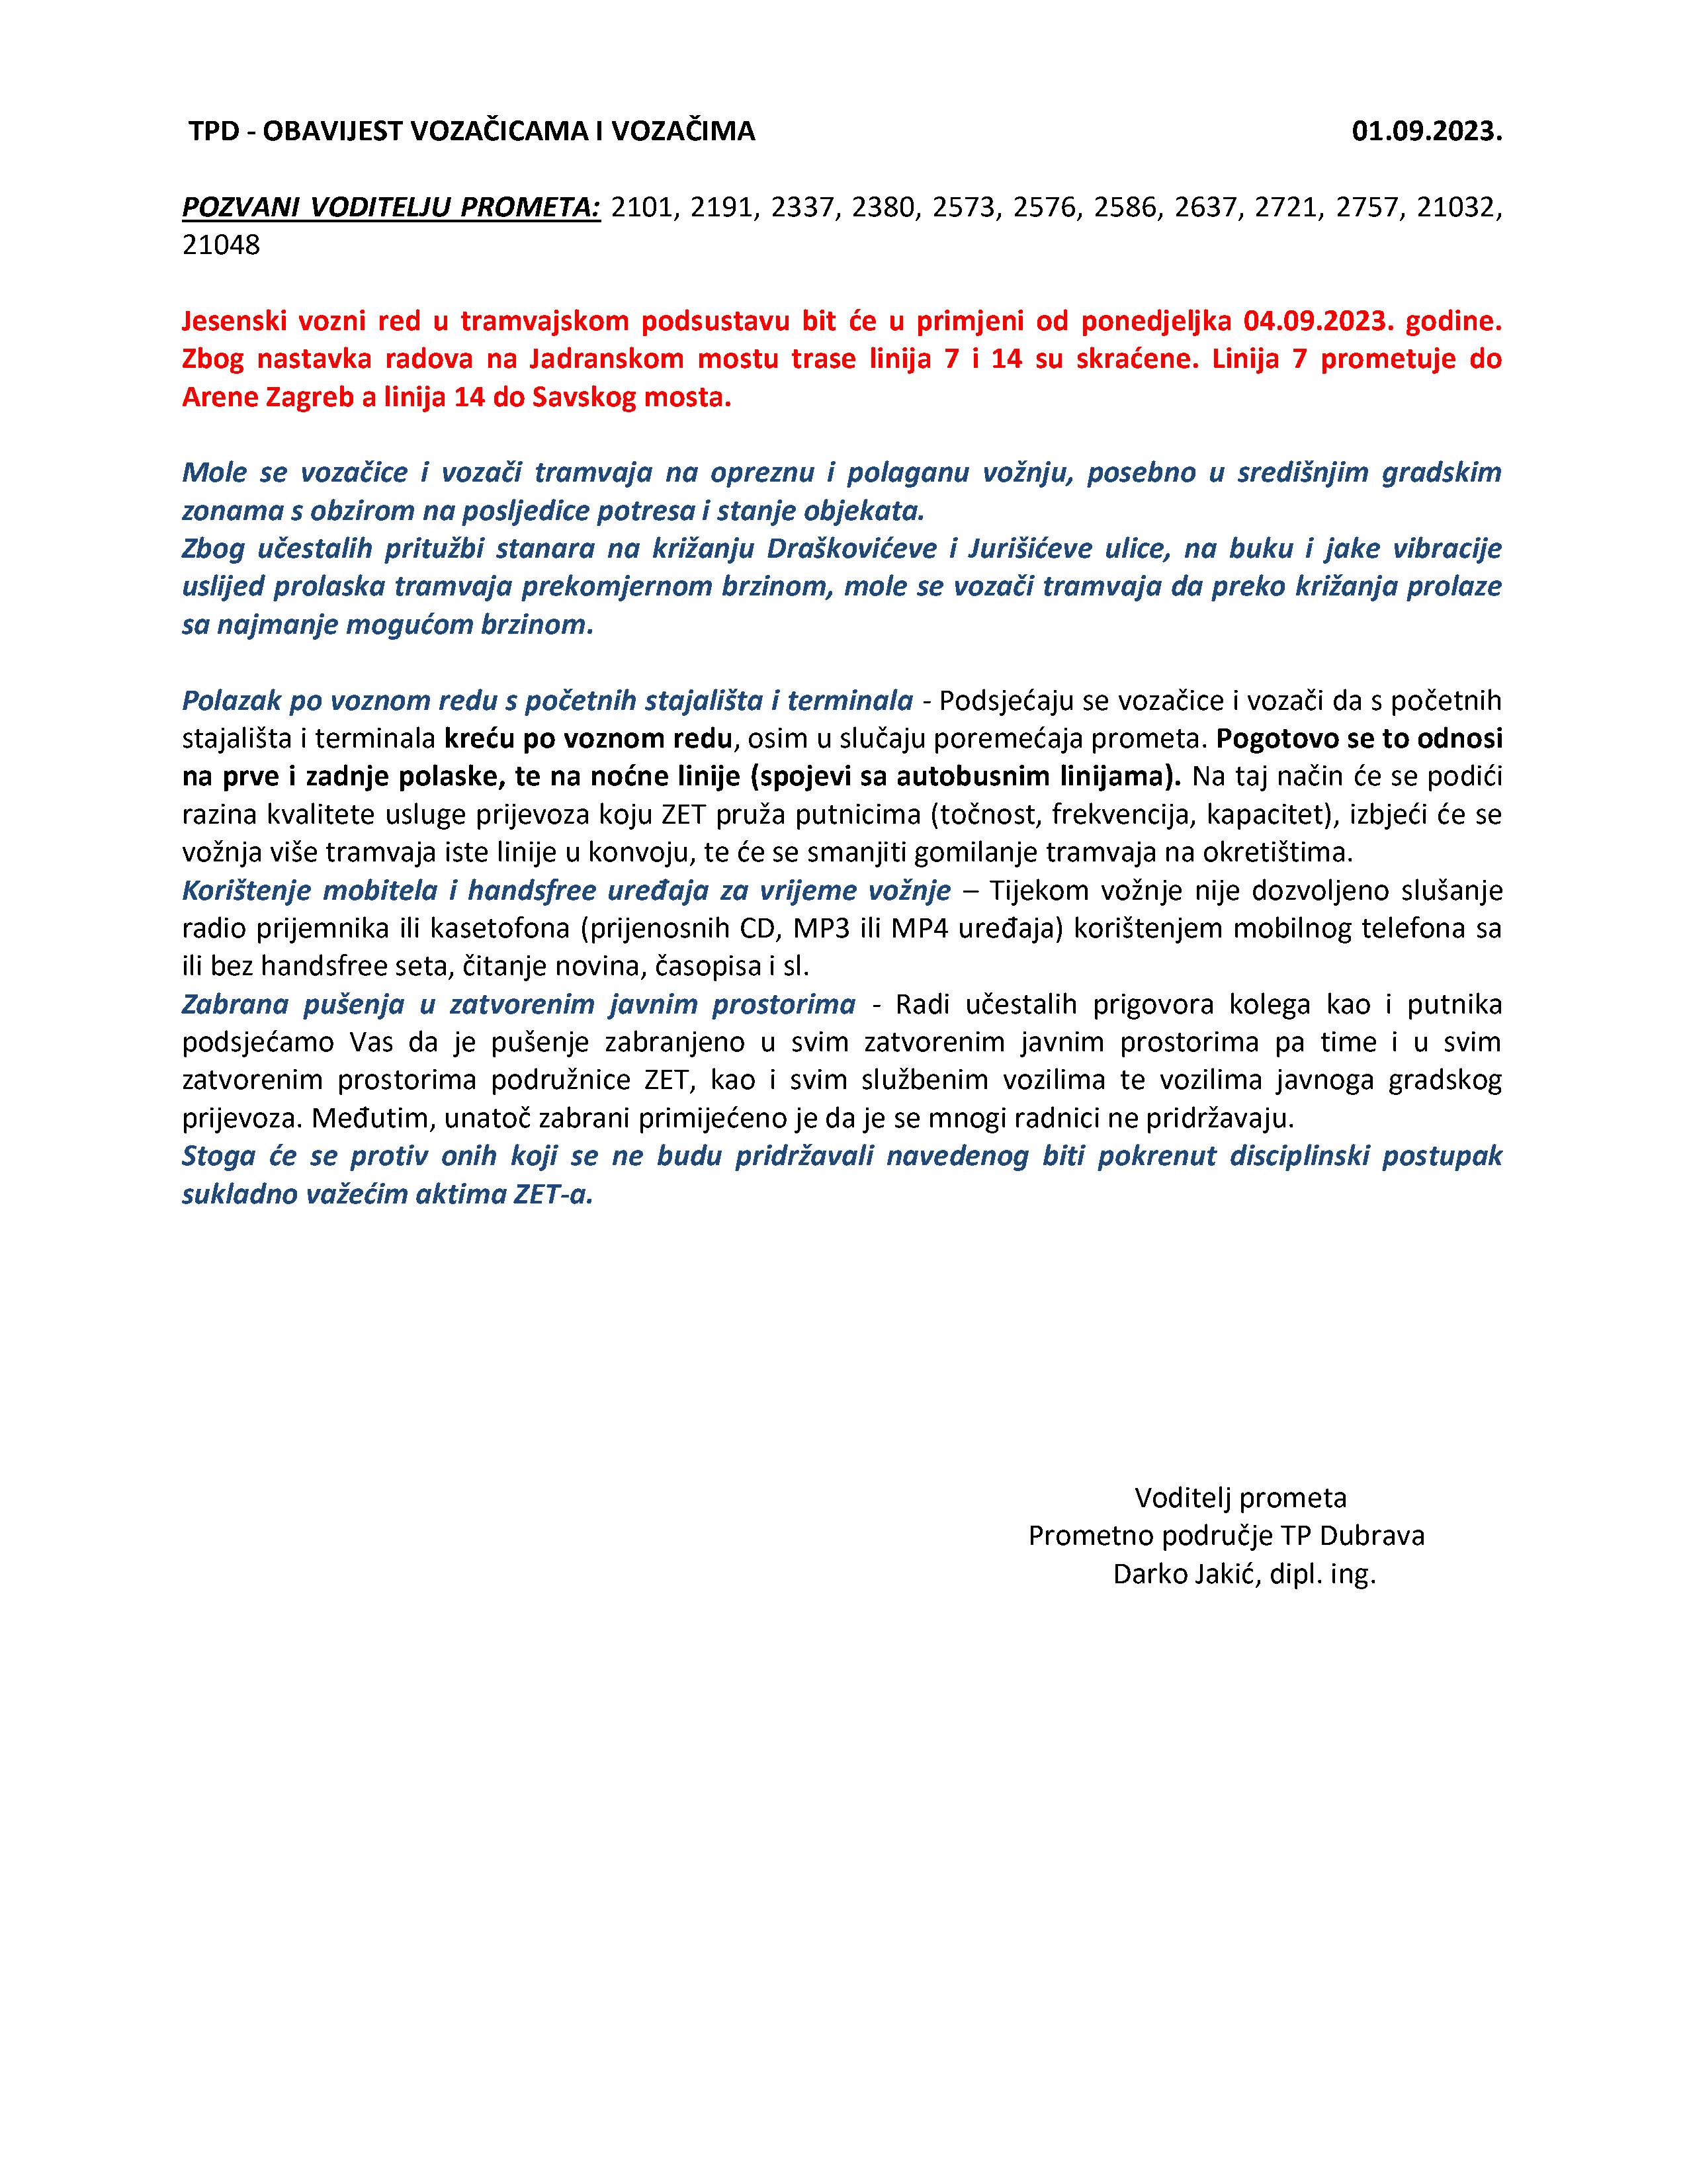 TPD - OBAVIJEST VOZAČICAMA I VOZAČIMA 01.09.2023.
POZVANI VODITELJU PROMETA: 2101, 2191, 2337, 2380, 2573, 2576, 2586, 2637, 2721, 2757, 21032,
21048
Jesenski vozni red u tramvajskom podsustavu bit će u primjeni od ponedjeljka 04.09.2023. godine.
Zbog nastavka radova na Jadranskom mostu trase linija 7 i 14 su skraćene. Linija 7 prometuje do
Arene Zagreb a linija 14 do Savskog mosta.
Mole se vozačice i vozači tramvaja na opreznu i polaganu vožnju, posebno u središnjim gradskim
zonama s obzirom na posljedice potresa i stanje objekata.
Zbog učestalih pritužbi stanara na križanju Draškovićeve i Jurišićeve ulice, na buku i jake vibracije
uslijed prolaska tramvaja prekomjernom brzinom, mole se vozači tramvaja da preko križanja prolaze
sa najmanje mogućom brzinom.
Polazak po voznom redu s početnih stajališta i terminala - Podsjećaju se vozačice i vozači da s početnih
stajališta i terminala kreću po voznom redu, osim u slučaju poremećaja prometa. Pogotovo se to odnosi
na prve i zadnje polaske, te na noćne linije (spojevi sa autobusnim linijama). Na taj način će se podići
razina kvalitete usluge prijevoza koju ZET pruža putnicima (točnost, frekvencija, kapacitet), izbjeći će se
vožnja više tramvaja iste linije u konvoju, te će se smanjiti gomilanje tramvaja na okretištima.
Korištenje mobitela i handsfree uređaja za vrijeme vožnje – Tijekom vožnje nije dozvoljeno slušanje
radio prijemnika ili kasetofona (prijenosnih CD, MP3 ili MP4 uređaja) korištenjem mobilnog telefona sa
ili bez handsfree seta, čitanje novina, časopisa i sl.
Zabrana pušenja u zatvorenim javnim prostorima - Radi učestalih prigovora kolega kao i putnika
podsjećamo Vas da je pušenje zabranjeno u svim zatvorenim javnim prostorima pa time i u svim
zatvorenim prostorima podružnice ZET, kao i svim službenim vozilima te vozilima javnoga gradskog
prijevoza. Međutim, unatoč zabrani primijećeno je da je se mnogi radnici ne pridržavaju.
Stoga će se protiv onih koji se ne budu pridržavali navedenog biti pokrenut disciplinski postupak
sukladno važećim aktima ZET-a.
Voditelj prometa
Prometno područje TP Dubrava
Darko Jakić, dipl. ing.